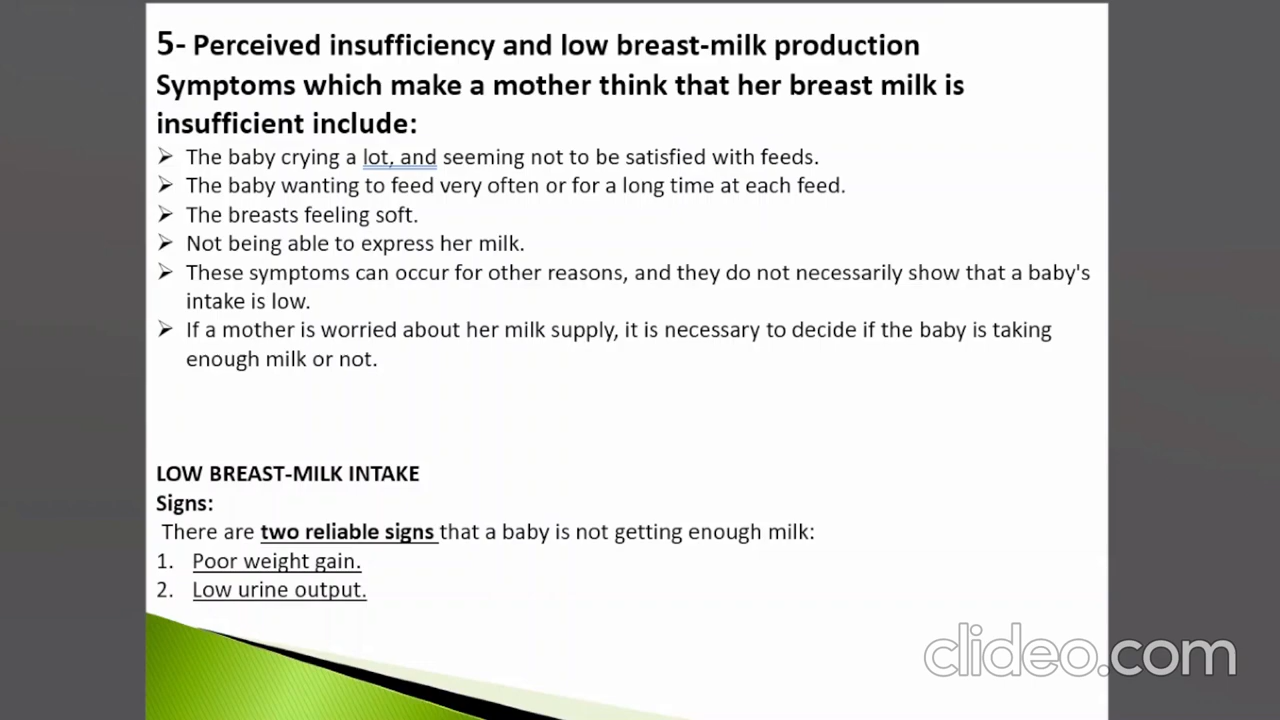 5- Perceived insufficiency and low breast-milk production
Symptoms which make a mother think that her breast milk is
insufficient include:
➢ The baby crying a lot, and seeming not to be satisfied with feeds.
➢ The baby wanting to feed very often or for a long time at each feed.
➢ The breasts feeling soft.
➢ Not being able to express her milk.
➢ These symptoms can occur for other reasons, and they do not necessarily show that a baby's
intake is low.
➢ If a mother is worried about her milk supply, it is necessary to decide if the baby is taking
enough milk or not.
LOW BREAST-MILK INTAKE
Signs:
There are two reliable signs that a baby is not getting enough milk:
1. Poor weight gain.
2. Low urine output.
clideo.com